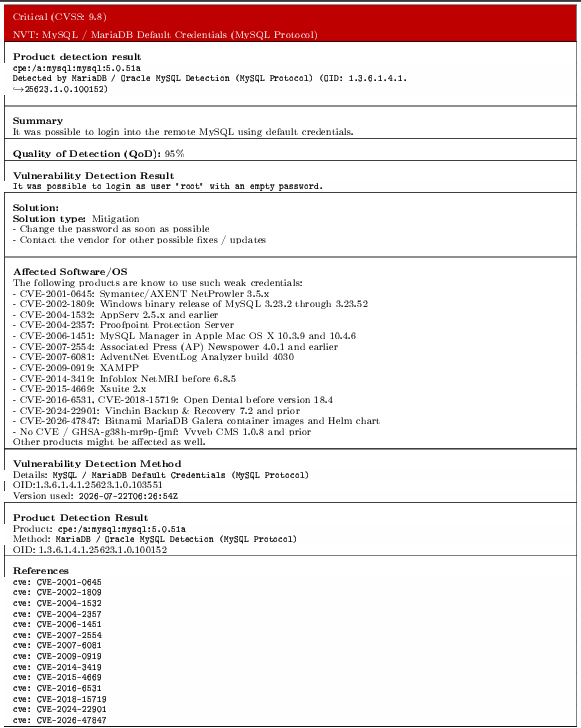 Critical (CVSS: 9.8)
NVT: MySQL / MariaDB Default Credentials (MySQL Protocol)
Product detection result
cpe:/a:mysql:mysql:5.0.51a
Detected by MariaDB / Oracle MySQL Detection (MySQL Protocol) (OID: 1.3.6.1.4.1.
↪25623.1.0.100152)
Summary
It was possible to login into the remote MySQL using default credentials.
Quality of Detection (QoD): 95%
Vulnerability Detection Result
It was possible to login as user "root" with an empty password.
Solution:
Solution type: Mitigation
- Change the password as soon as possible
- Contact the vendor for other possible fixes / updates
Affected Software/OS
The following products are know to use such weak credentials:
- CVE-2001-0645: Symantec/AXENT NetProwler 3.5.x
- CVE-2002-1809: Windows binary release of MySQL 3.23.2 through 3.23.52
- CVE-2004-1532: AppServ 2.5.x and earlier
- CVE-2004-2357: Proofpoint Protection Server
- CVE-2006-1451: MySQL Manager in Apple Mac OS X 10.3.9 and 10.4.6
- CVE-2007-2554: Associated Press (AP) Newspower 4.0.1 and earlier
- CVE-2007-6081: AdventNet EventLog Analyzer build 4030
- CVE-2009-0919: XAMPP
- CVE-2014-3419: Infoblox NetMRI before 6.8.5
- CVE-2015-4669: Xsuite 2.x
- CVE-2016-6531, CVE-2018-15719: Open Dental before version 18.4
- CVE-2024-22901: Vinchin Backup & Recovery 7.2 and prior
- CVE-2026-47847: Bitnami MariaDB Galera container images and Helm chart
- No CVE / GHSA-g38h-mr9p-fjmf: Vvveb CMS 1.0.8 and prior
Other products might be affected as well.
Vulnerability Detection Method
Details: MySQL / MariaDB Default Credentials (MySQL Protocol)
OID:1.3.6.1.4.1.25623.1.0.103551
Version used: 2026-07-22T06:26:54Z
Product Detection Result
Product: cpe:/a:mysql:mysql:5.0.51a
Method: MariaDB / Oracle MySQL Detection (MySQL Protocol)
OID: 1.3.6.1.4.1.25623.1.0.100152)
References
cve: CVE-2001-0645
cve: CVE-2002-1809
cve: CVE-2004-1532
cve: CVE-2004-2357
cve: CVE-2006-1451
cve: CVE-2007-2554
cve: CVE-2007-6081
cve: CVE-2009-0919
cve: CVE-2014-3419
cve: CVE-2015-4669
cve: CVE-2016-6531
cve: CVE-2018-15719
cve: CVE-2024-22901
cve: CVE-2026-47847